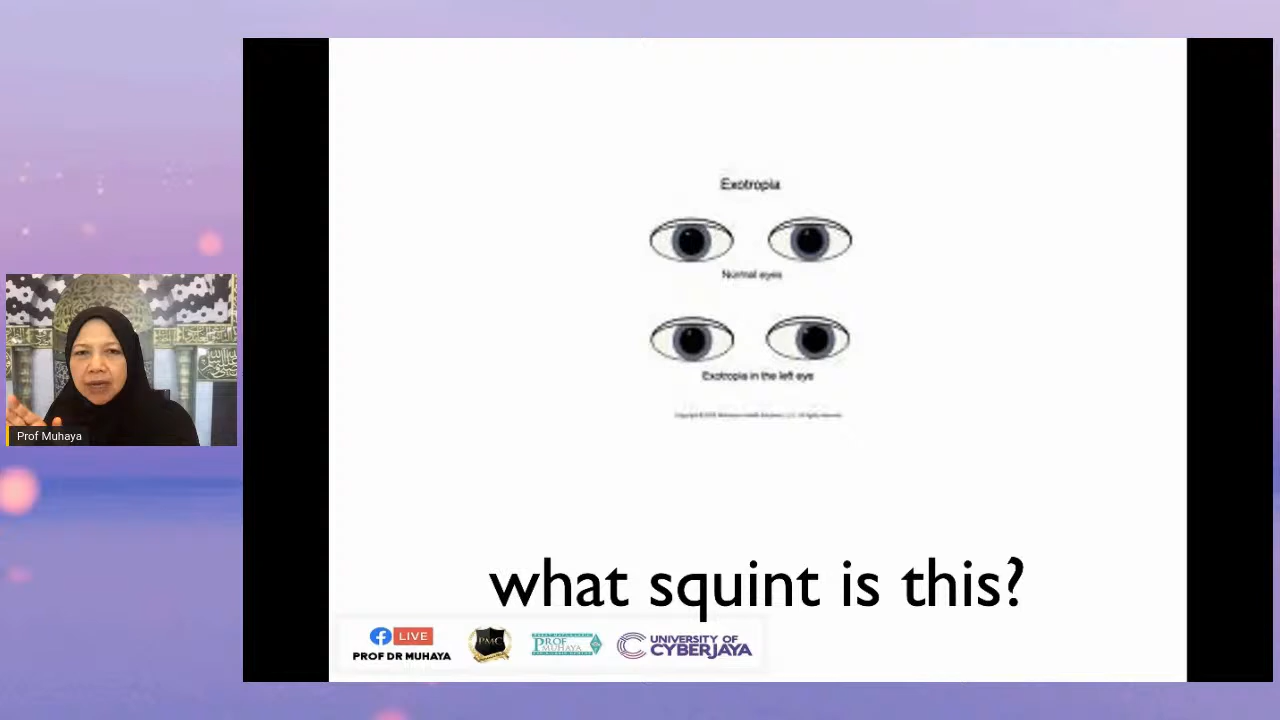 Exotropia
Normal eyes
Exotropia in the left eye
what squint is this?
Prof Muhaya
LIVE
PROF DR MUHAYA
PMC
PROF
MUHAYA
UNIVERSITY OF
CYBERJAYA